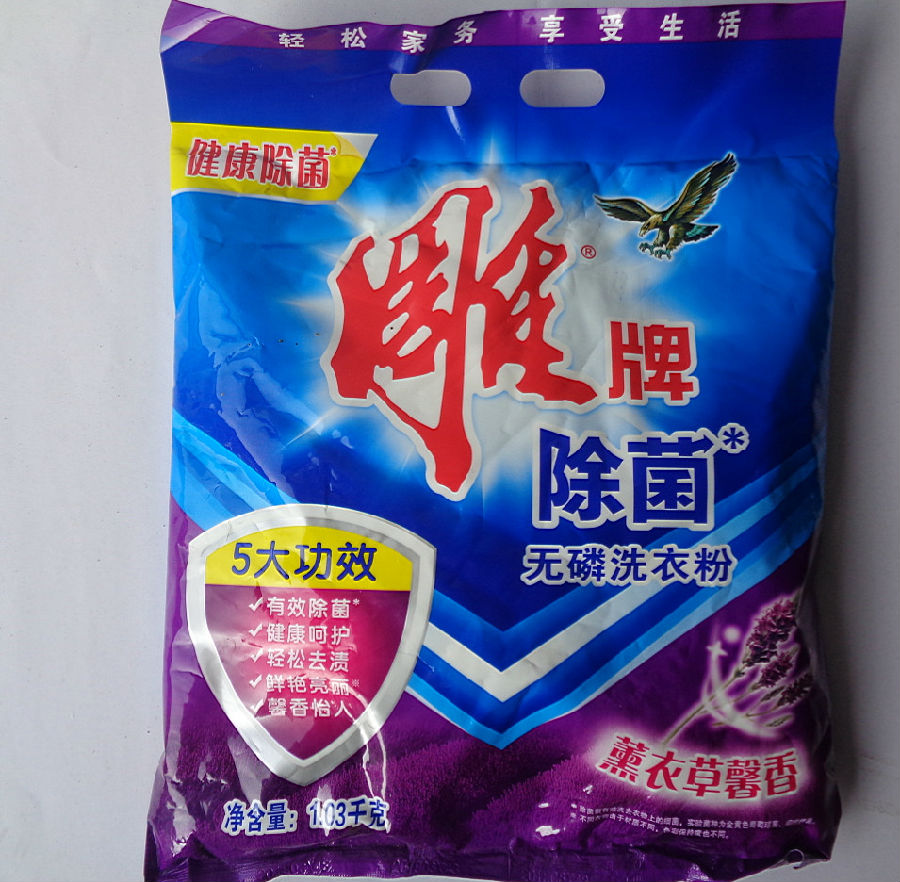 轻松家务 享受生活
健康除菌*
雕®
牌
除菌*
无磷洗衣粉
5大功效
✓有效除菌*
✓健康呵护
✓轻松去渍
✓鲜艳亮丽※
✓馨香怡人
薰衣草馨香
净含量：1.03千克